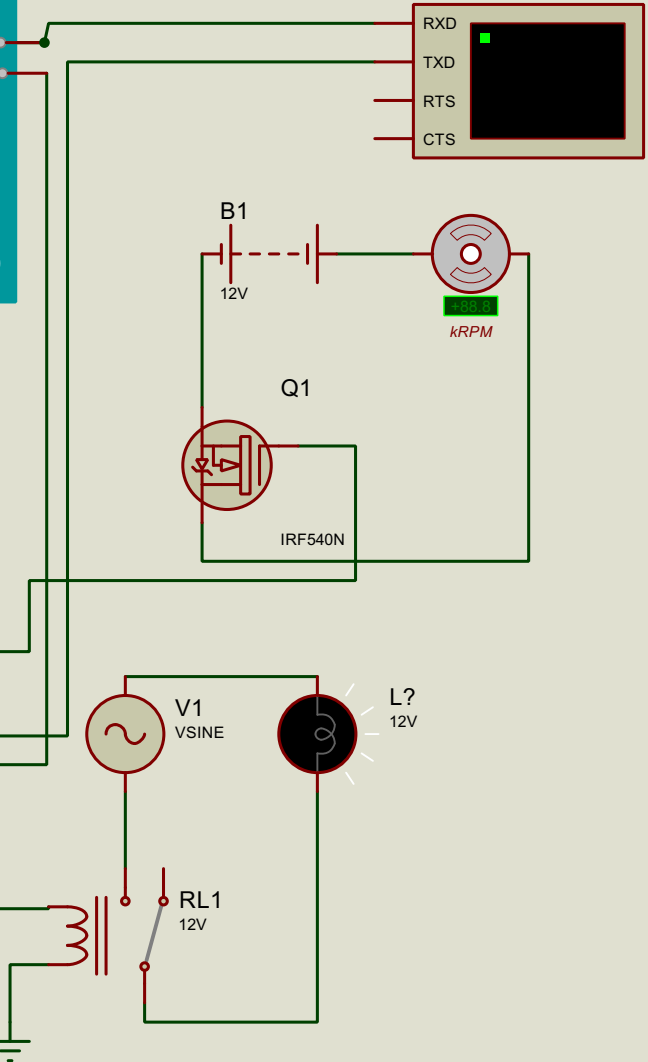 RXD
TXD
RTS
CTS
B1
12V
+88.8
kRPM
Q1
IRF540N
V1
VSINE
L?
12V
RL1
12V